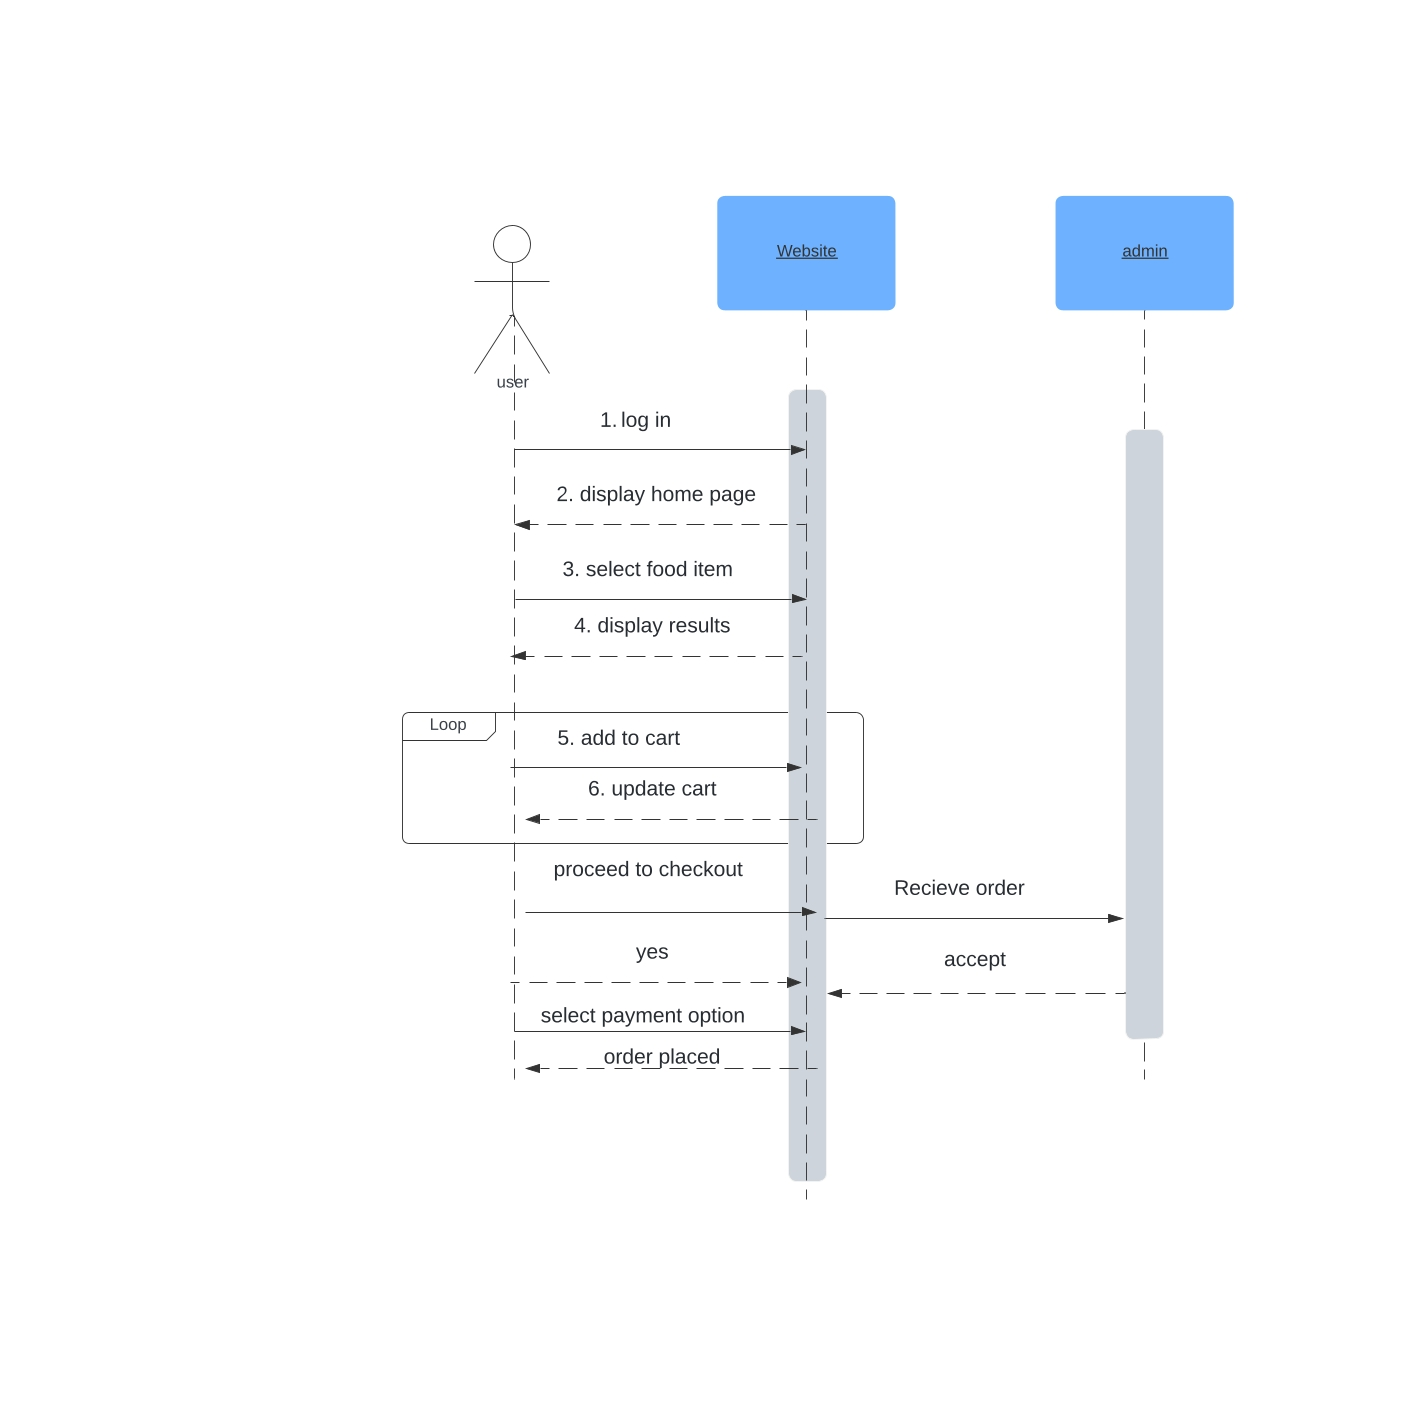 Website
admin
user
1. log in
2. display home page
3. select food item
4. display results
Loop
5. add to cart
6. update cart
proceed to checkout
Recieve order
yes
accept
select payment option
order placed